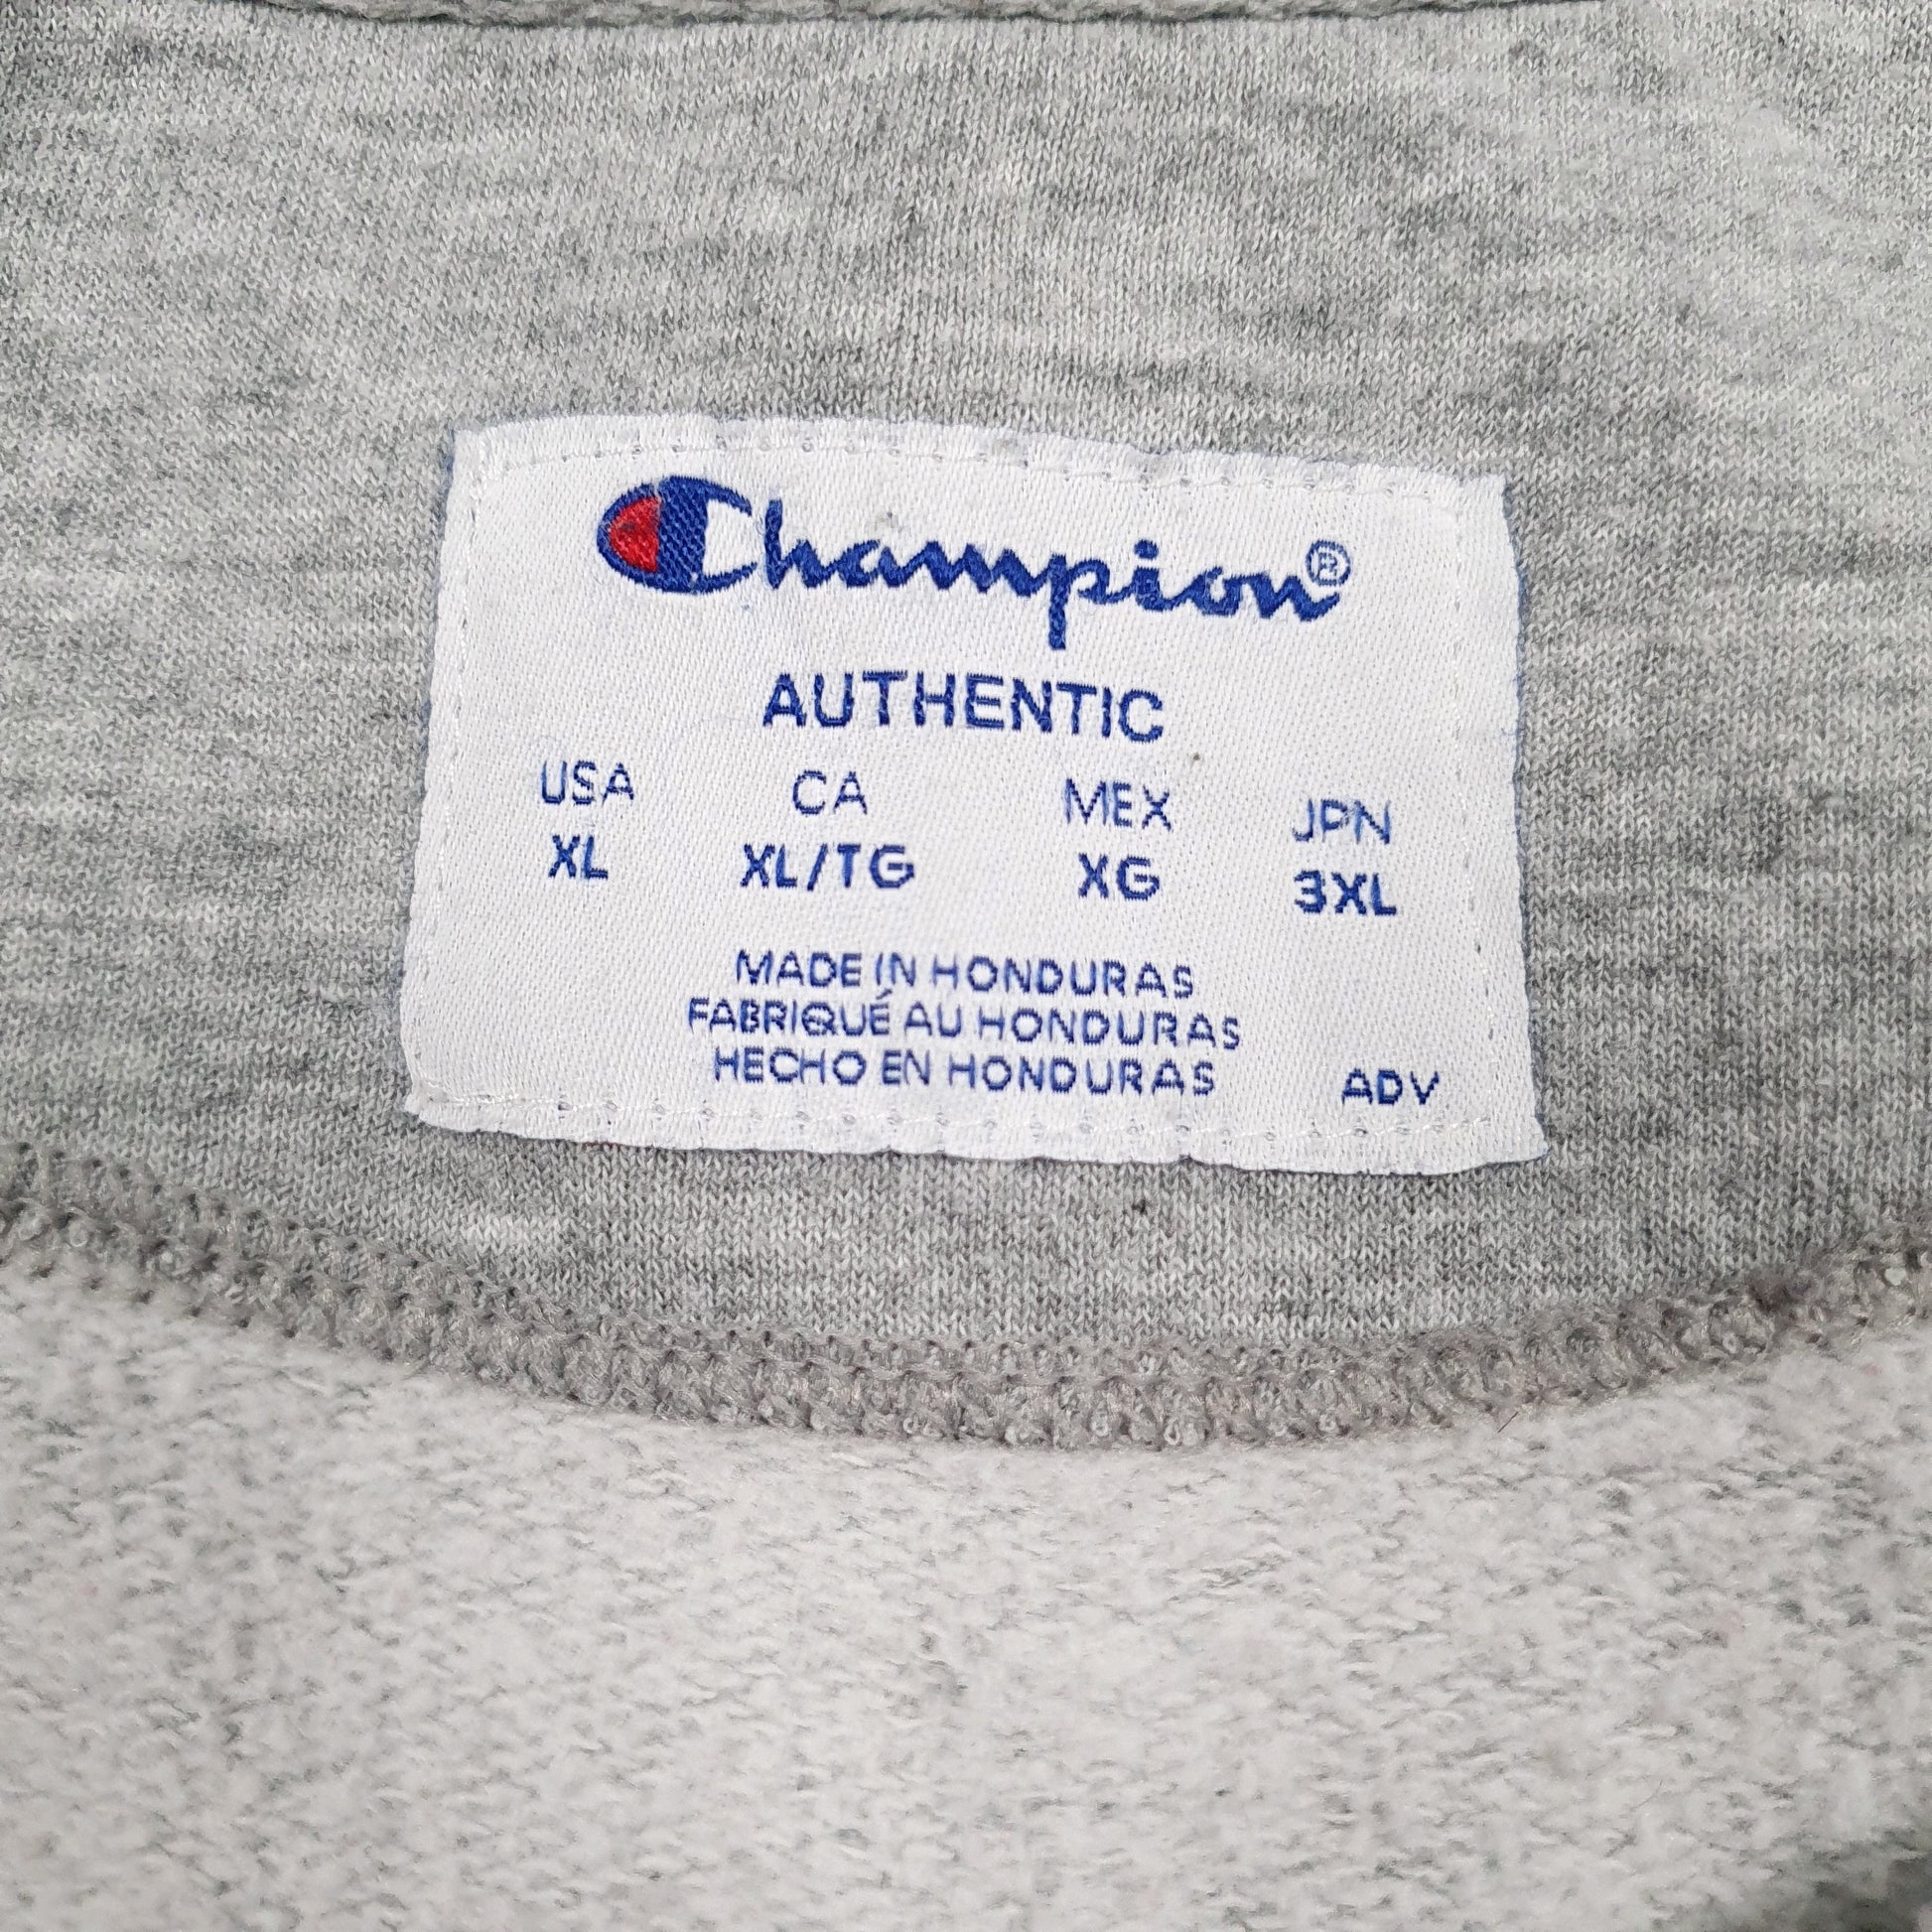 Champion®
AUTHENTIC
USA CA MEX JPN
XL XL/TG XG 3XL
MADE IN HONDURAS
FABRIQUÉ AU HONDURAS
HECHO EN HONDURAS ADV